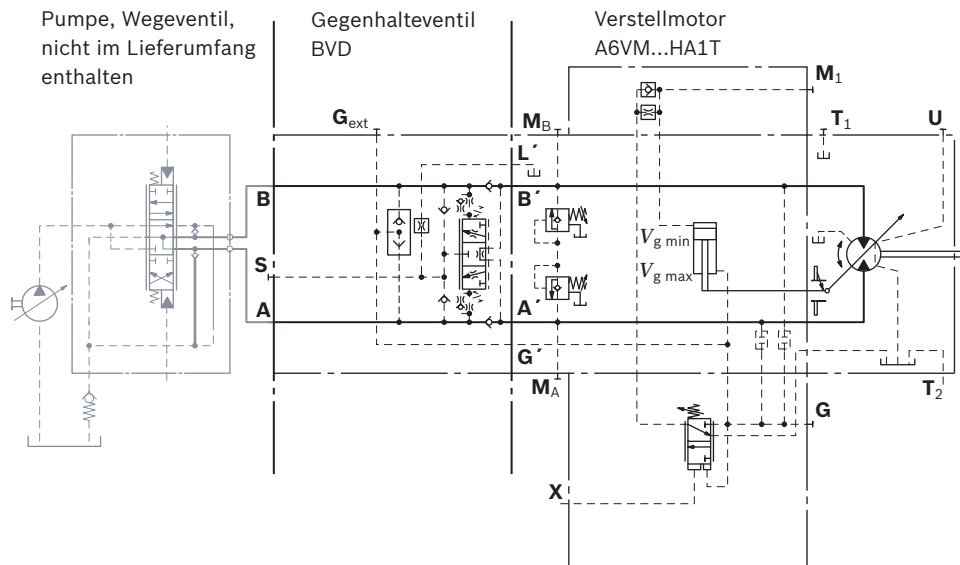 Pumpe, Wegeventil,
nicht im Lieferumfang
enthalten
Gegenhalteventil
BVD
Verstellmotor
A6VM...HA1T
M1
Gext
MB
T1
U
L´
B
B´
Vg min
S
Vg max
A
A´
G´
MA
T2
G
X